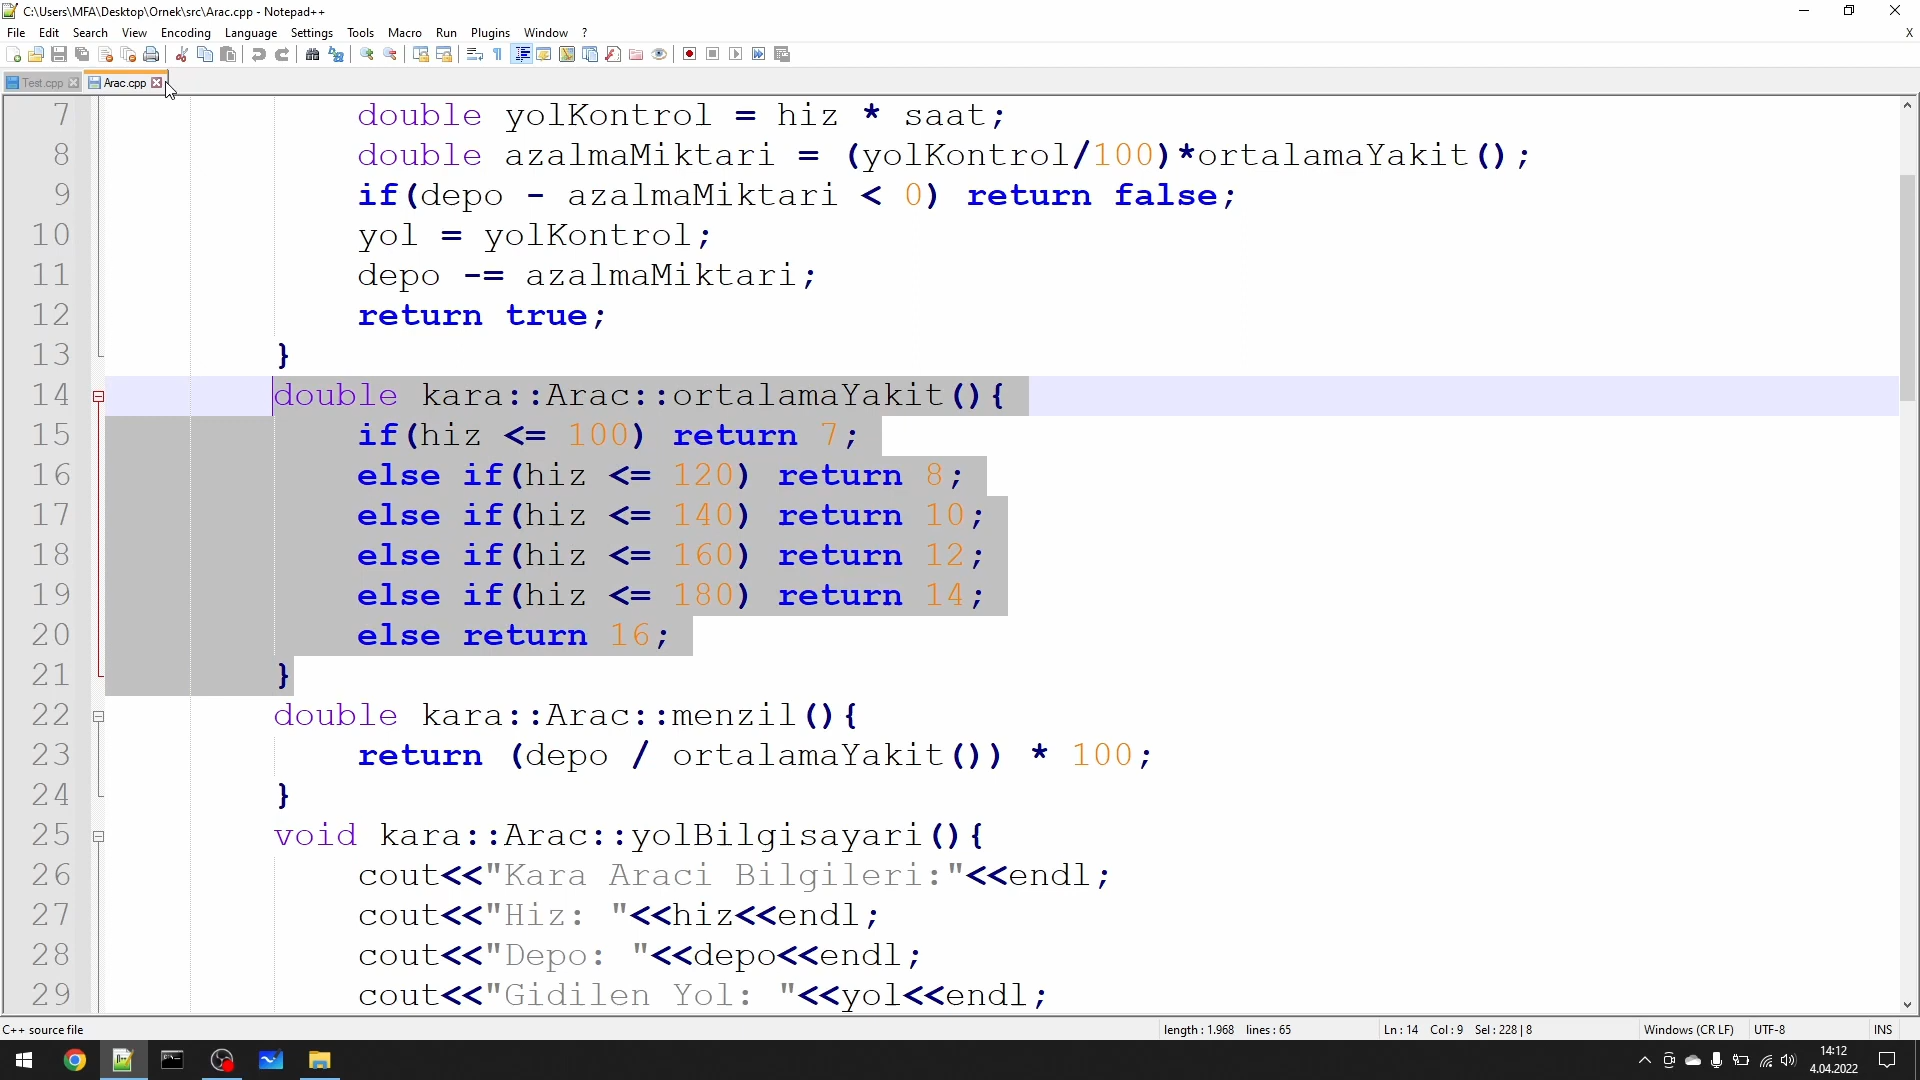 C:\Users\MFA\Desktop\Ornek\src\Arac.cpp - Notepad++
File Edit Search View Encoding Language Settings Tools Macro Run Plugins Window ? X
Test.cpp Arac.cpp
7 double yolKontrol = hiz * saat;
8 double azalmaMiktari = (yolKontrol/100)*ortalamaYakit();
9 if(depo - azalmaMiktari < 0) return false;
10 yol = yolKontrol;
11 depo -= azalmaMiktari;
12 return true;
13 }
14 double kara::Arac::ortalamaYakit(){
15 if(hiz <= 100) return 7;
16 else if(hiz <= 120) return 8;
17 else if(hiz <= 140) return 10;
18 else if(hiz <= 160) return 12;
19 else if(hiz <= 180) return 14;
20 else return 16;
21 }
22 double kara::Arac::menzil(){
23 return (depo / ortalamaYakit()) * 100;
24 }
25 void kara::Arac::yolBilgisayari(){
26 cout<<"Kara Araci Bilgileri:"<<endl;
27 cout<<"Hiz: "<<hiz<<endl;
28 cout<<"Depo: "<<depo<<endl;
29 cout<<"Gidilen Yol: "<<yol<<endl;
C++ source file length : 1.968 lines : 65 Ln : 14 Col : 9 Sel : 228 | 8 Windows (CR LF) UTF-8 INS
14:12
4.04.2022